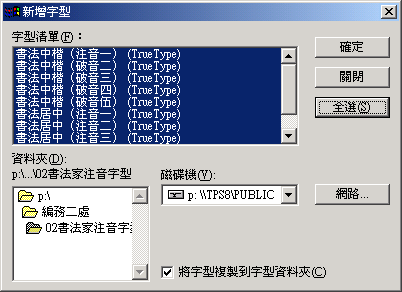 新增字型
字型清單(F)：
書法中楷（注音一） (TrueType)
書法中楷（破音二） (TrueType)
書法中楷（破音三） (TrueType)
書法中楷（破音四） (TrueType)
書法中楷（破音伍） (TrueType)
書法居中（注音一） (TrueType)
書法居中（注音二） (TrueType)
書法居中（注音三） (TrueType)
確定
關閉
全選(S)
資料夾(D):
p:\...\02書法家注音字型
p:\
編務二處
02書法家注音字型
磁碟機(V):
p: \\TPS8\PUBLIC
網路...
將字型複製到字型資料夾(C)